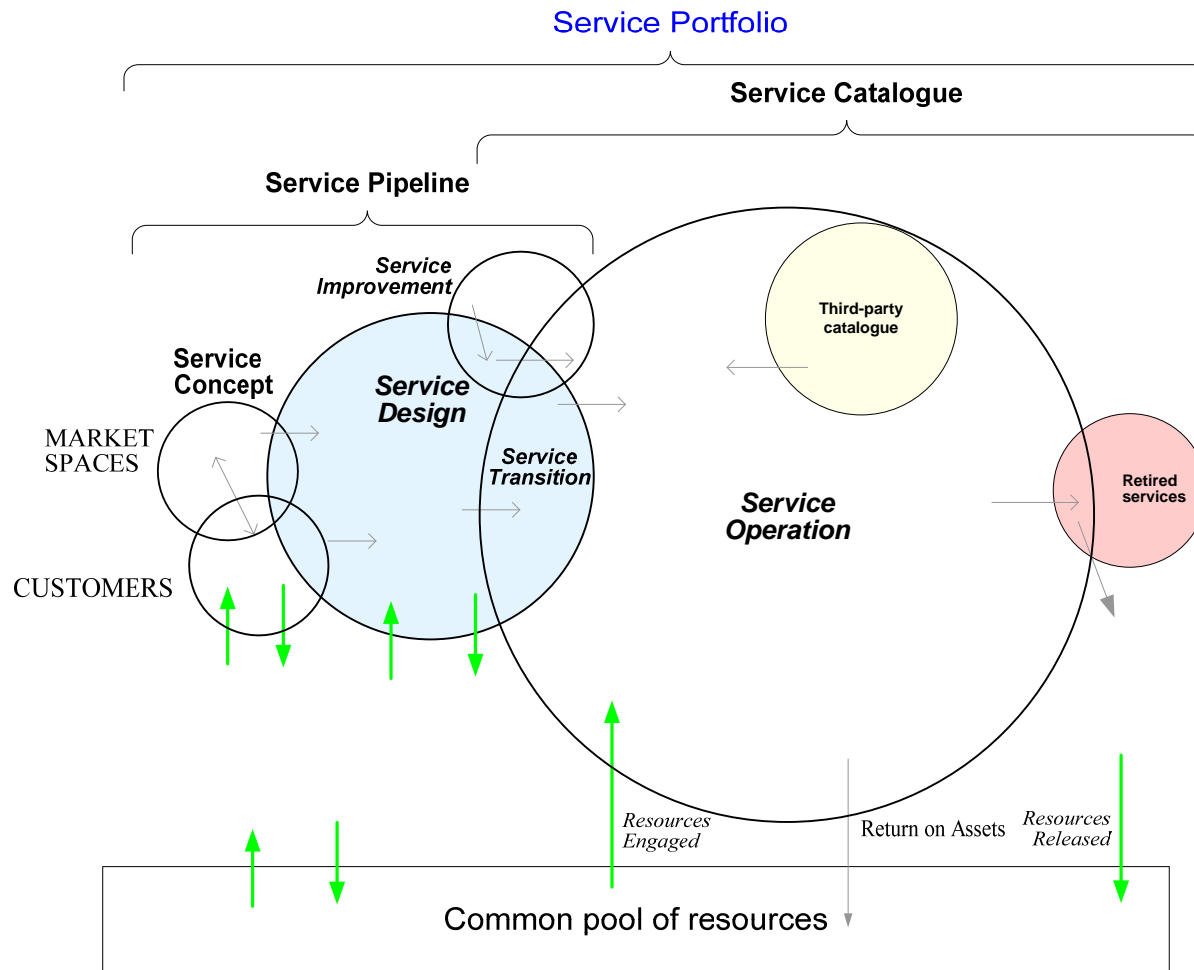 Service Portfolio
Service Catalogue
Service Pipeline
Service
Improvement
Third-party
catalogue
Service
Concept
Service
Design
MARKET
SPACES
Service
Transition
Retired
services
Service
Operation
CUSTOMERS
Resources
Engaged
Return on Assets
Resources
Released
Common pool of resources